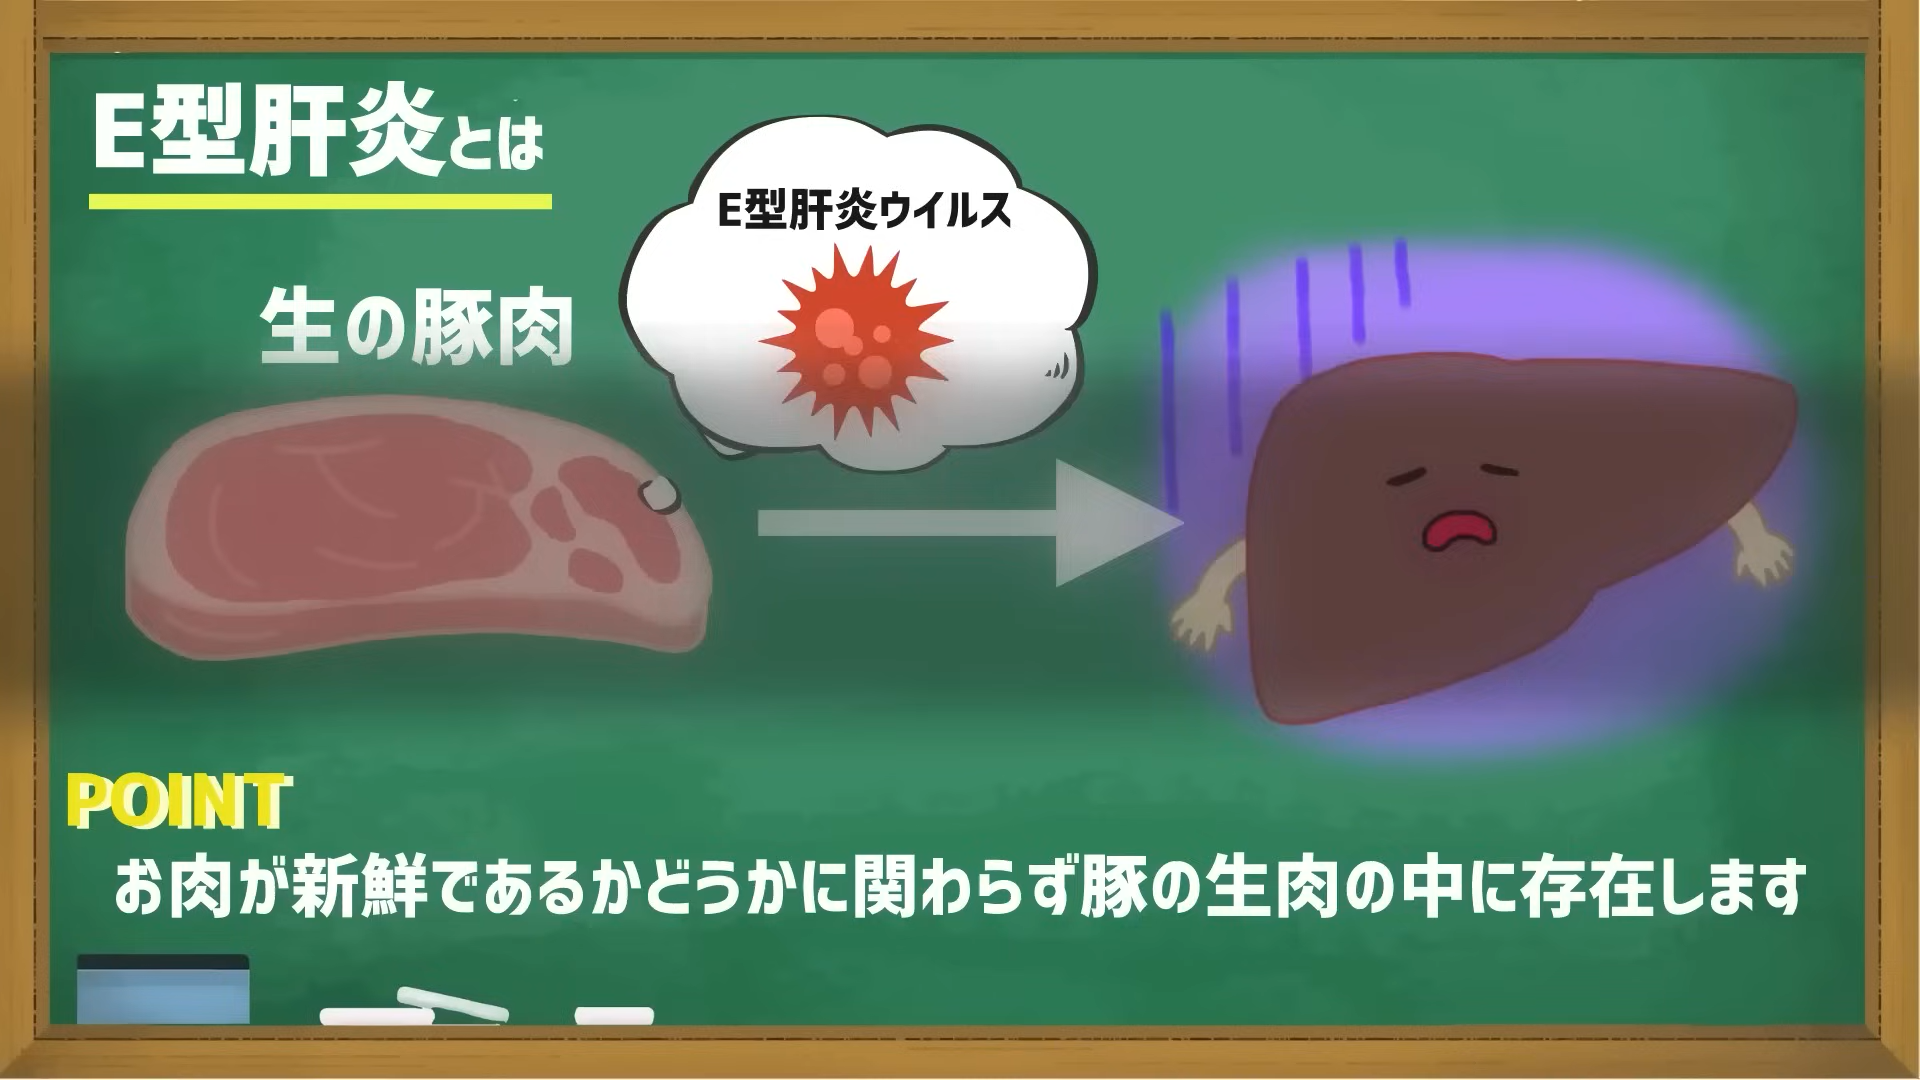 E型肝炎とは
E型肝炎ウイルス
生の豚肉
POINT
お肉が新鮮であるかどうかに関わらず豚の生肉の中に存在します